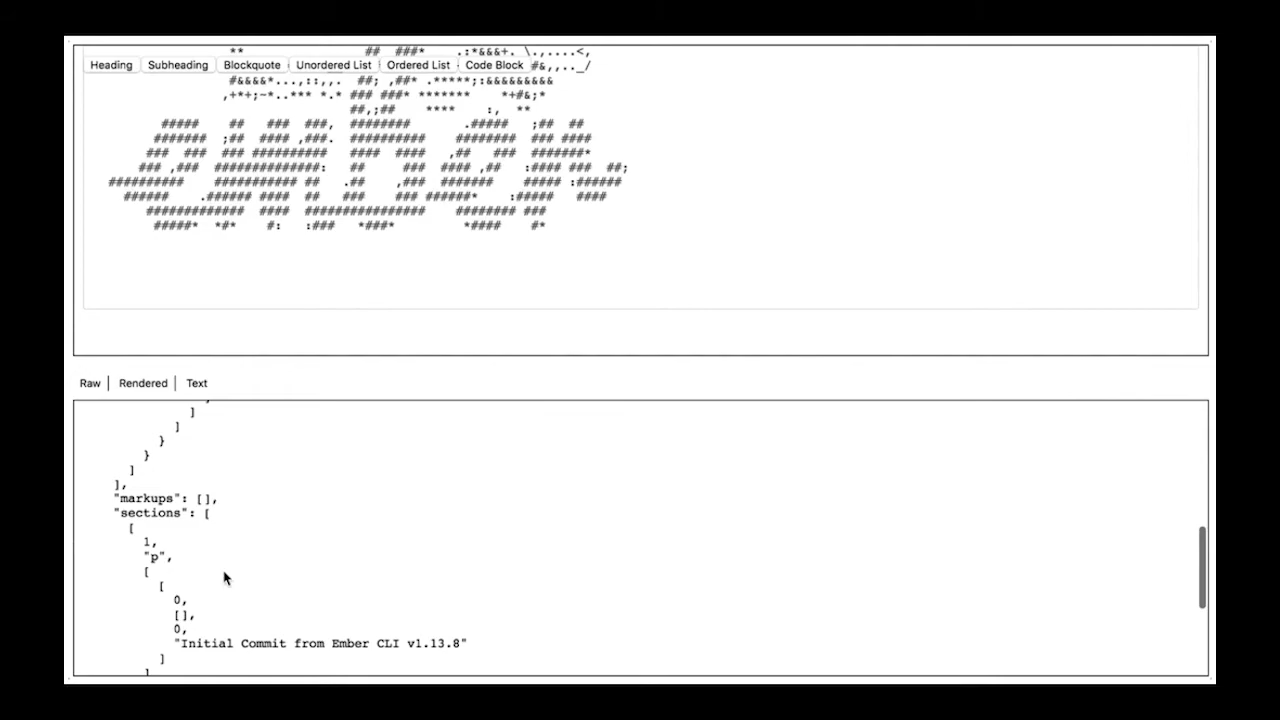 **                ##  ###*    .:*&&&+. \.,....<,
Heading Subheading Blockquote Unordered List Ordered List Code Block #&,,.._/
#&&&&*...,::,,.  ##; ,##* .*****;:&&&&&&&&&
,+*+;~*..*** *.* ### ###* *******    *+#&;*
##,;##    ****    :,  **
#####    ##   ###  ###,  ########       .#####   ;##  ##
#######  ;##  #### ,###.  ##########    ########  ### ####
###  ###  ### ##########   ####  ####   ,##   ###  #######*
### ,###  #############:   ##     ###  #### ,##   :#### ###  ##;
##########    ########### ##   .##    ,###  #######    ##### :######
######    .###### ####  ##   ###    ### ######*    :#####   ####
#############  ####  ################    ######## ###
#####*  *#*    #:   :###   *###*         *####    #*
Raw | Rendered | Text
]
]
}
}
]
],
"markups": [],
"sections": [
[
1,
"p",
[
[
0,
[],
0,
"Initial Commit from Ember CLI v1.13.8"
]
]